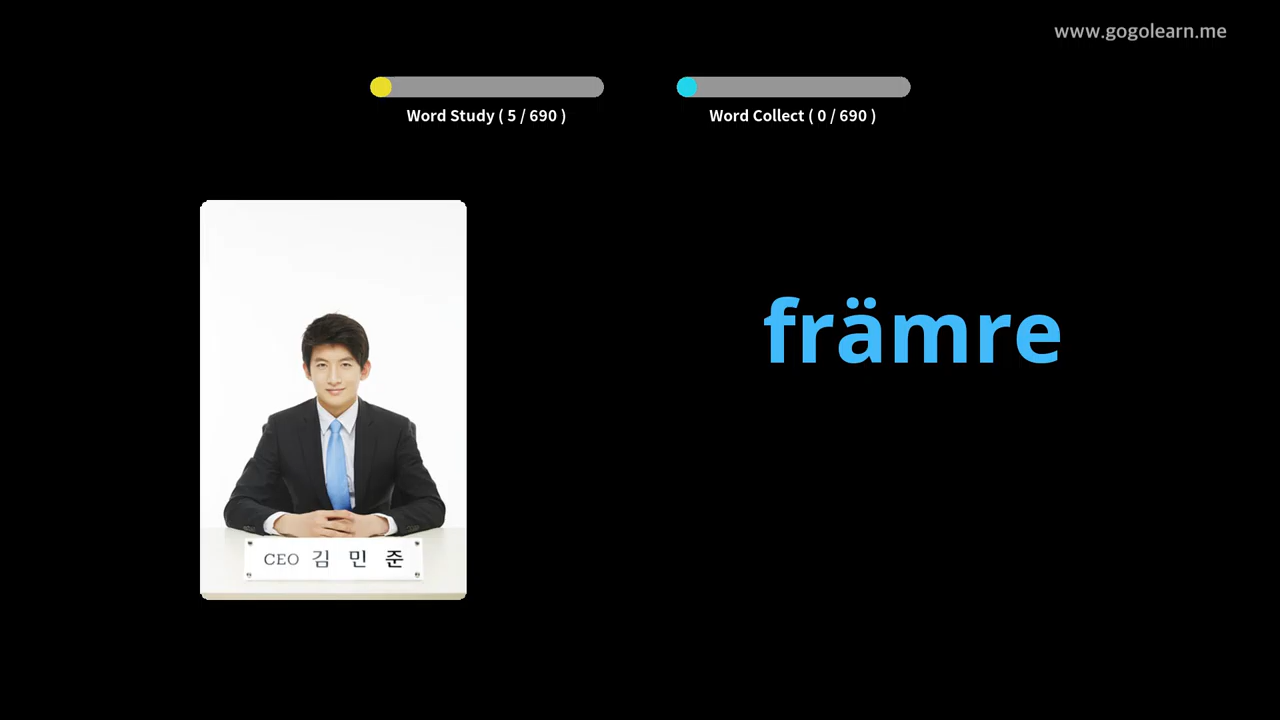 www.gogolearn.me
Word Study ( 5 / 690 )
Word Collect ( 0 / 690 )
främre
CEO 김 민 준